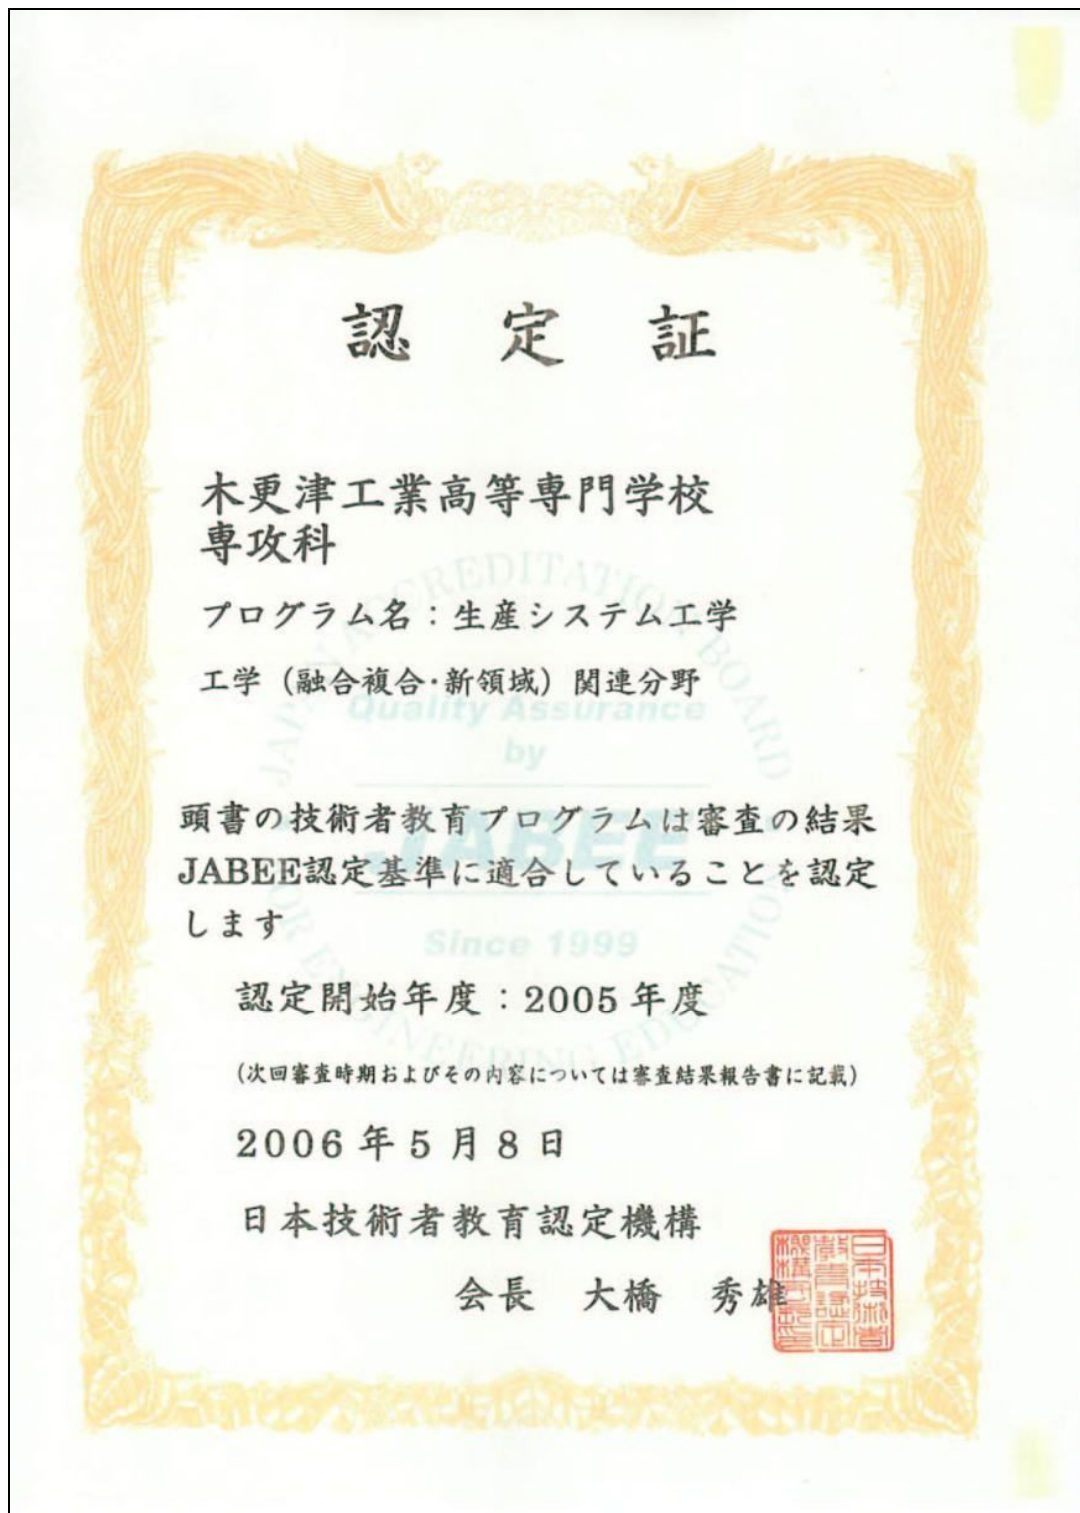 認定証
木更津工業高等専門学校
専攻科
プログラム名：生産システム工学
工学（融合複合・新領域）関連分野
頭書の技術者教育プログラムは審査の結果
JABEE認定基準に適合していることを認定
します
認定開始年度：2005年度
(次回審査時期およびその内容については審査結果報告書に記載)
2006年5月8日
日本技術者教育認定機構
会長 大橋 秀雄
JAPAN ACCREDITATION BOARD
FOR ENGINEERING EDUCATION
Quality Assurance
by
JABEE
Since 1999